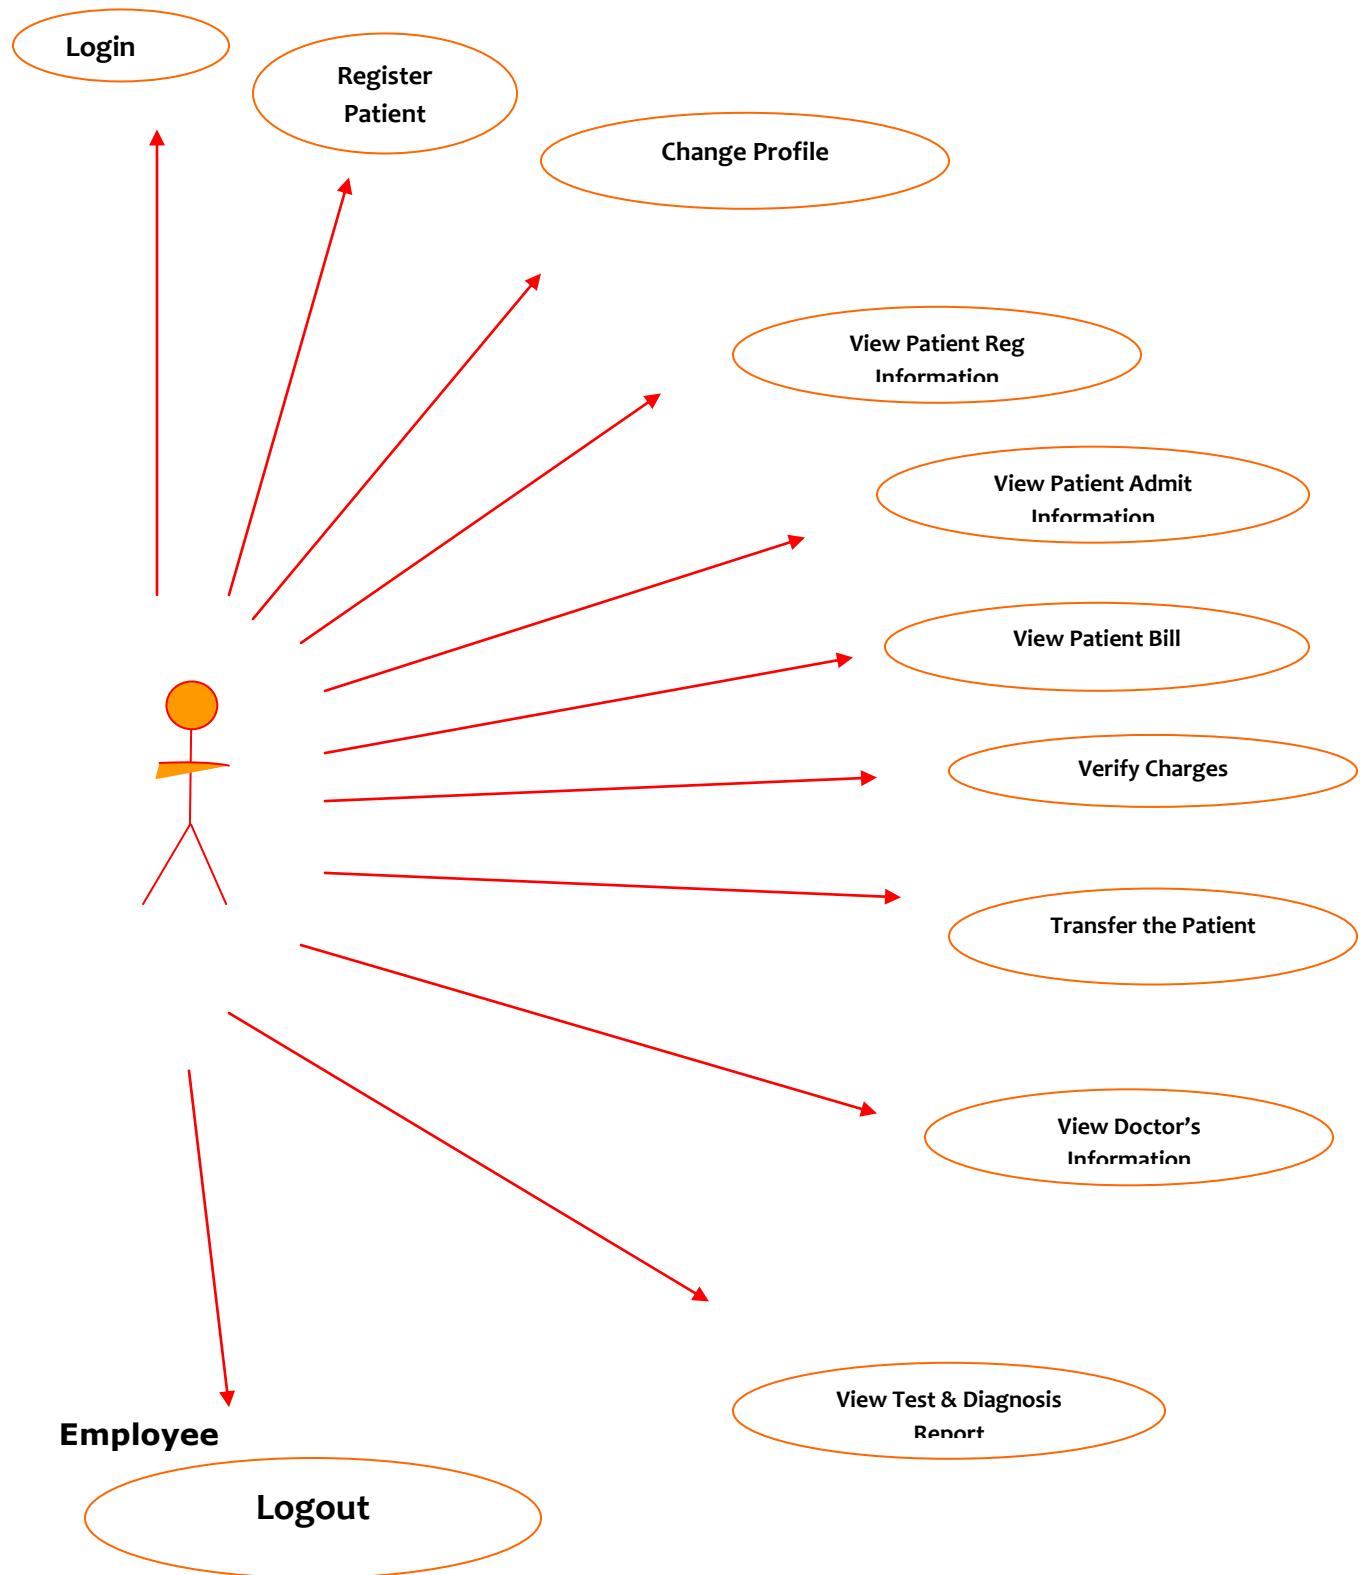 Login
Register
Patient
Change Profile
View Patient Reg
Information
View Patient Admit
Information
View Patient Bill
Verify Charges
Transfer the Patient
View Doctor’s
Information
View Test & Diagnosis
Report
Employee
Logout